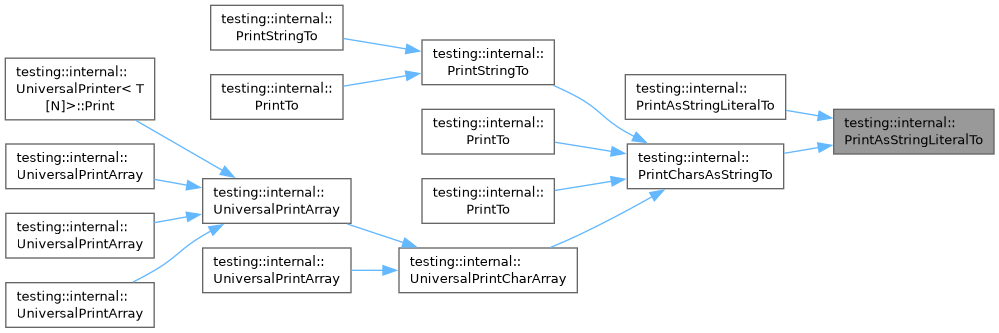 testing::internal::
PrintStringTo
testing::internal::
PrintStringTo
testing::internal::
UniversalPrinter< T
[N]>::Print
testing::internal::
PrintTo
testing::internal::
PrintAsStringLiteralTo
testing::internal::
PrintAsStringLiteralTo
testing::internal::
PrintTo
testing::internal::
UniversalPrintArray
testing::internal::
PrintCharsAsStringTo
testing::internal::
UniversalPrintArray
testing::internal::
PrintTo
testing::internal::
UniversalPrintArray
testing::internal::
UniversalPrintArray
testing::internal::
UniversalPrintCharArray
testing::internal::
UniversalPrintArray